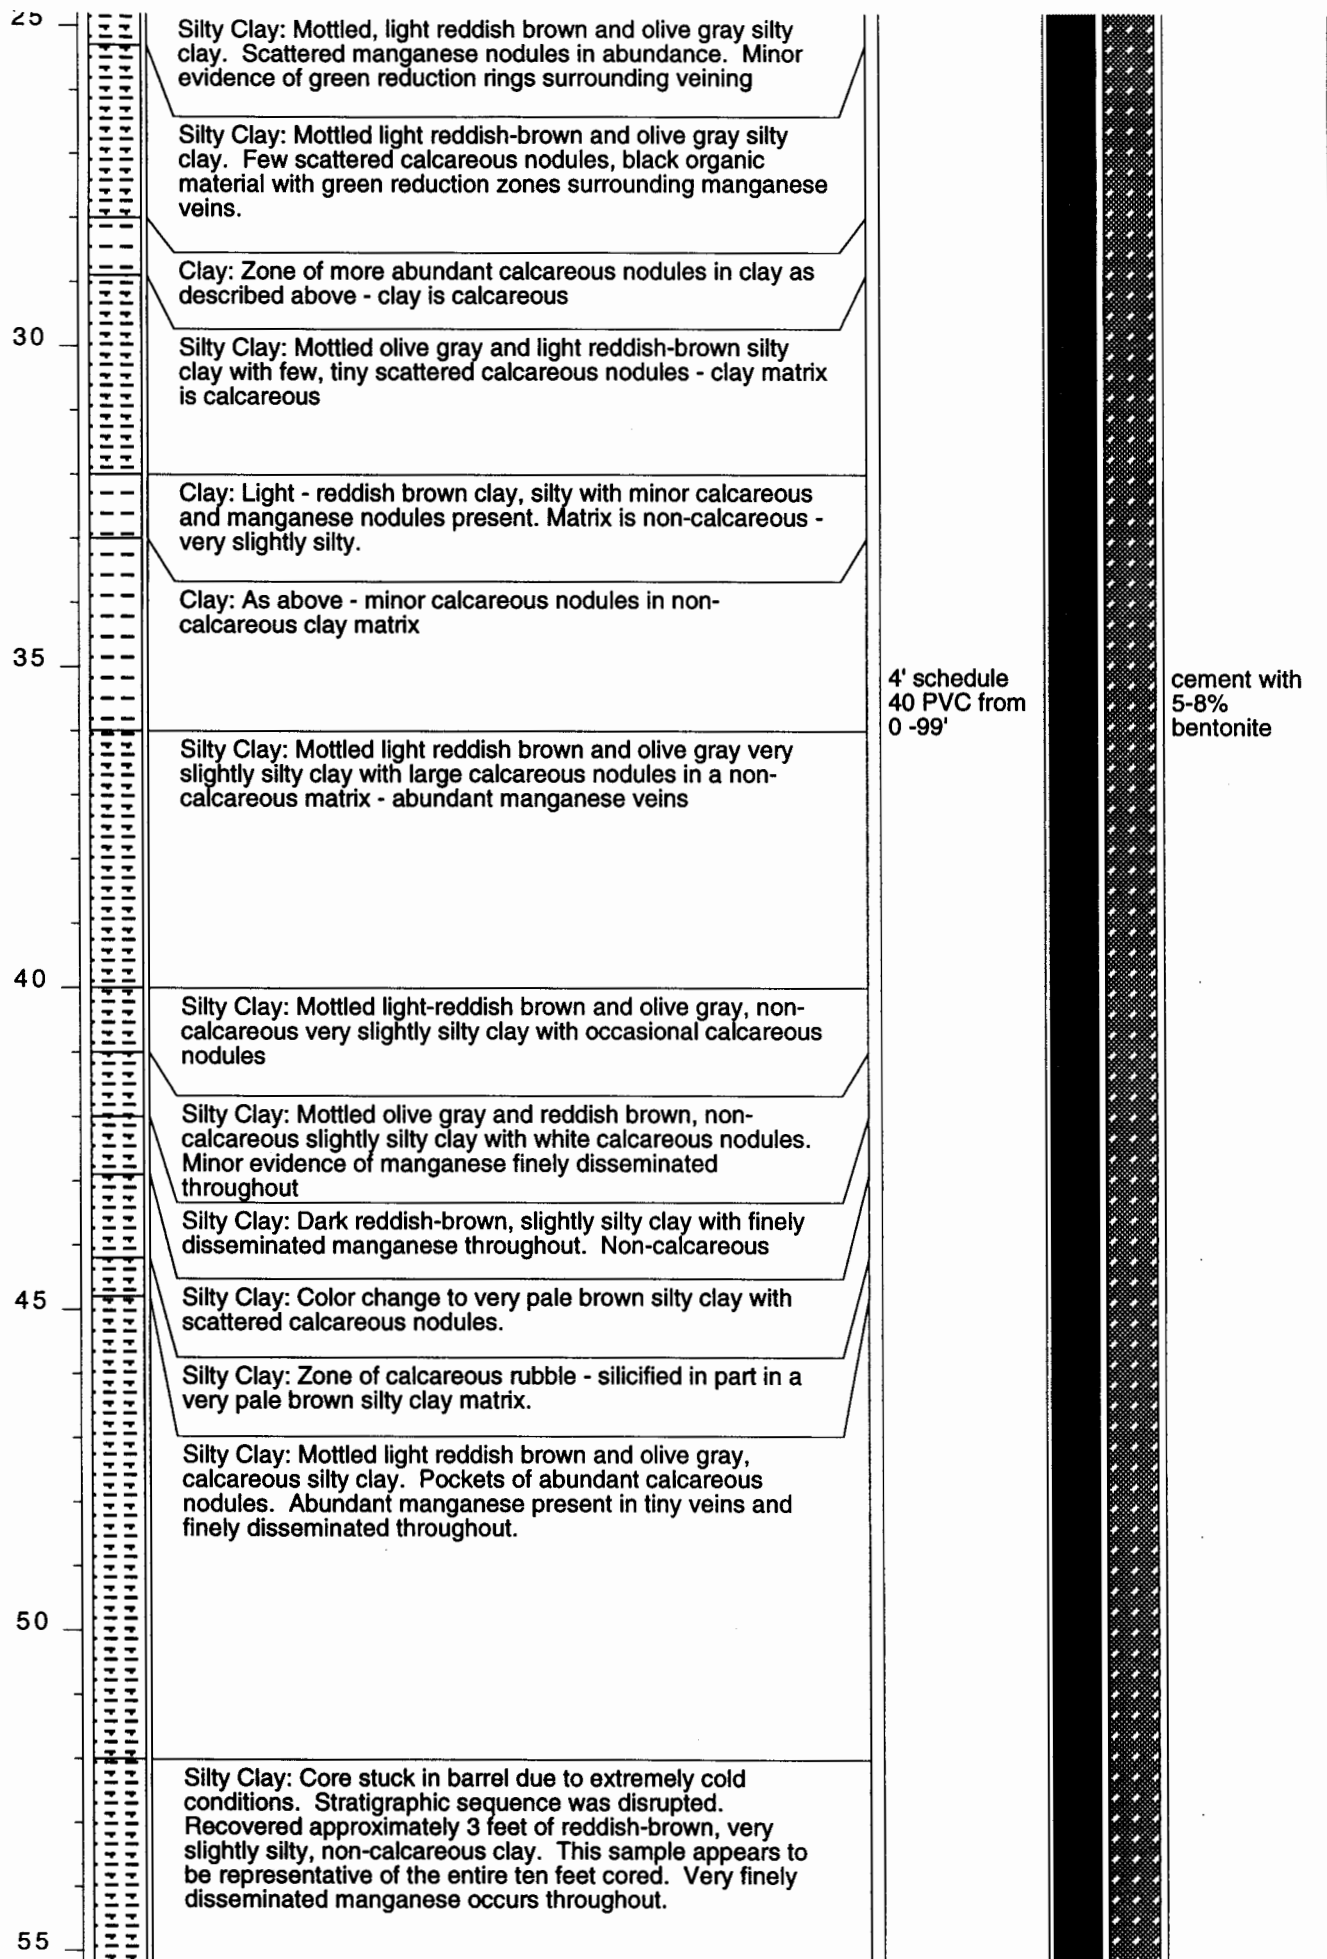 25
Silty Clay: Mottled, light reddish brown and olive gray silty
clay.  Scattered manganese nodules in abundance.  Minor
evidence of green reduction rings surrounding veining
Silty Clay: Mottled light reddish-brown and olive gray silty
clay.  Few scattered calcareous nodules, black organic
material with green reduction zones surrounding manganese
veins.
Clay: Zone of more abundant calcareous nodules in clay as
described above - clay is calcareous
30
Silty Clay: Mottled olive gray and light reddish-brown silty
clay with few, tiny scattered calcareous nodules - clay matrix
is calcareous
Clay: Light - reddish brown clay, silty with minor calcareous
and manganese nodules present. Matrix is non-calcareous -
very slightly silty.
Clay: As above - minor calcareous nodules in non-
calcareous clay matrix
35
4' schedule
40 PVC from
0 -99'
cement with
5-8%
bentonite
Silty Clay: Mottled light reddish brown and olive gray very
slightly silty clay with large calcareous nodules in a non-
calcareous matrix - abundant manganese veins
40
Silty Clay: Mottled light-reddish brown and olive gray, non-
calcareous very slightly silty clay with occasional calcareous
nodules
Silty Clay: Mottled olive gray and reddish brown, non-
calcareous slightly silty clay with white calcareous nodules.
Minor evidence of manganese finely disseminated
throughout
Silty Clay: Dark reddish-brown, slightly silty clay with finely
disseminated manganese throughout.  Non-calcareous
45
Silty Clay: Color change to very pale brown silty clay with
scattered calcareous nodules.
Silty Clay: Zone of calcareous rubble - silicified in part in a
very pale brown silty clay matrix.
Silty Clay: Mottled light reddish brown and olive gray,
calcareous silty clay.  Pockets of abundant calcareous
nodules.  Abundant manganese present in tiny veins and
finely disseminated throughout.
50
Silty Clay: Core stuck in barrel due to extremely cold
conditions.  Stratigraphic sequence was disrupted.
Recovered approximately 3 feet of reddish-brown, very
slightly silty, non-calcareous clay.  This sample appears to
be representative of the entire ten feet cored.  Very finely
disseminated manganese occurs throughout.
55